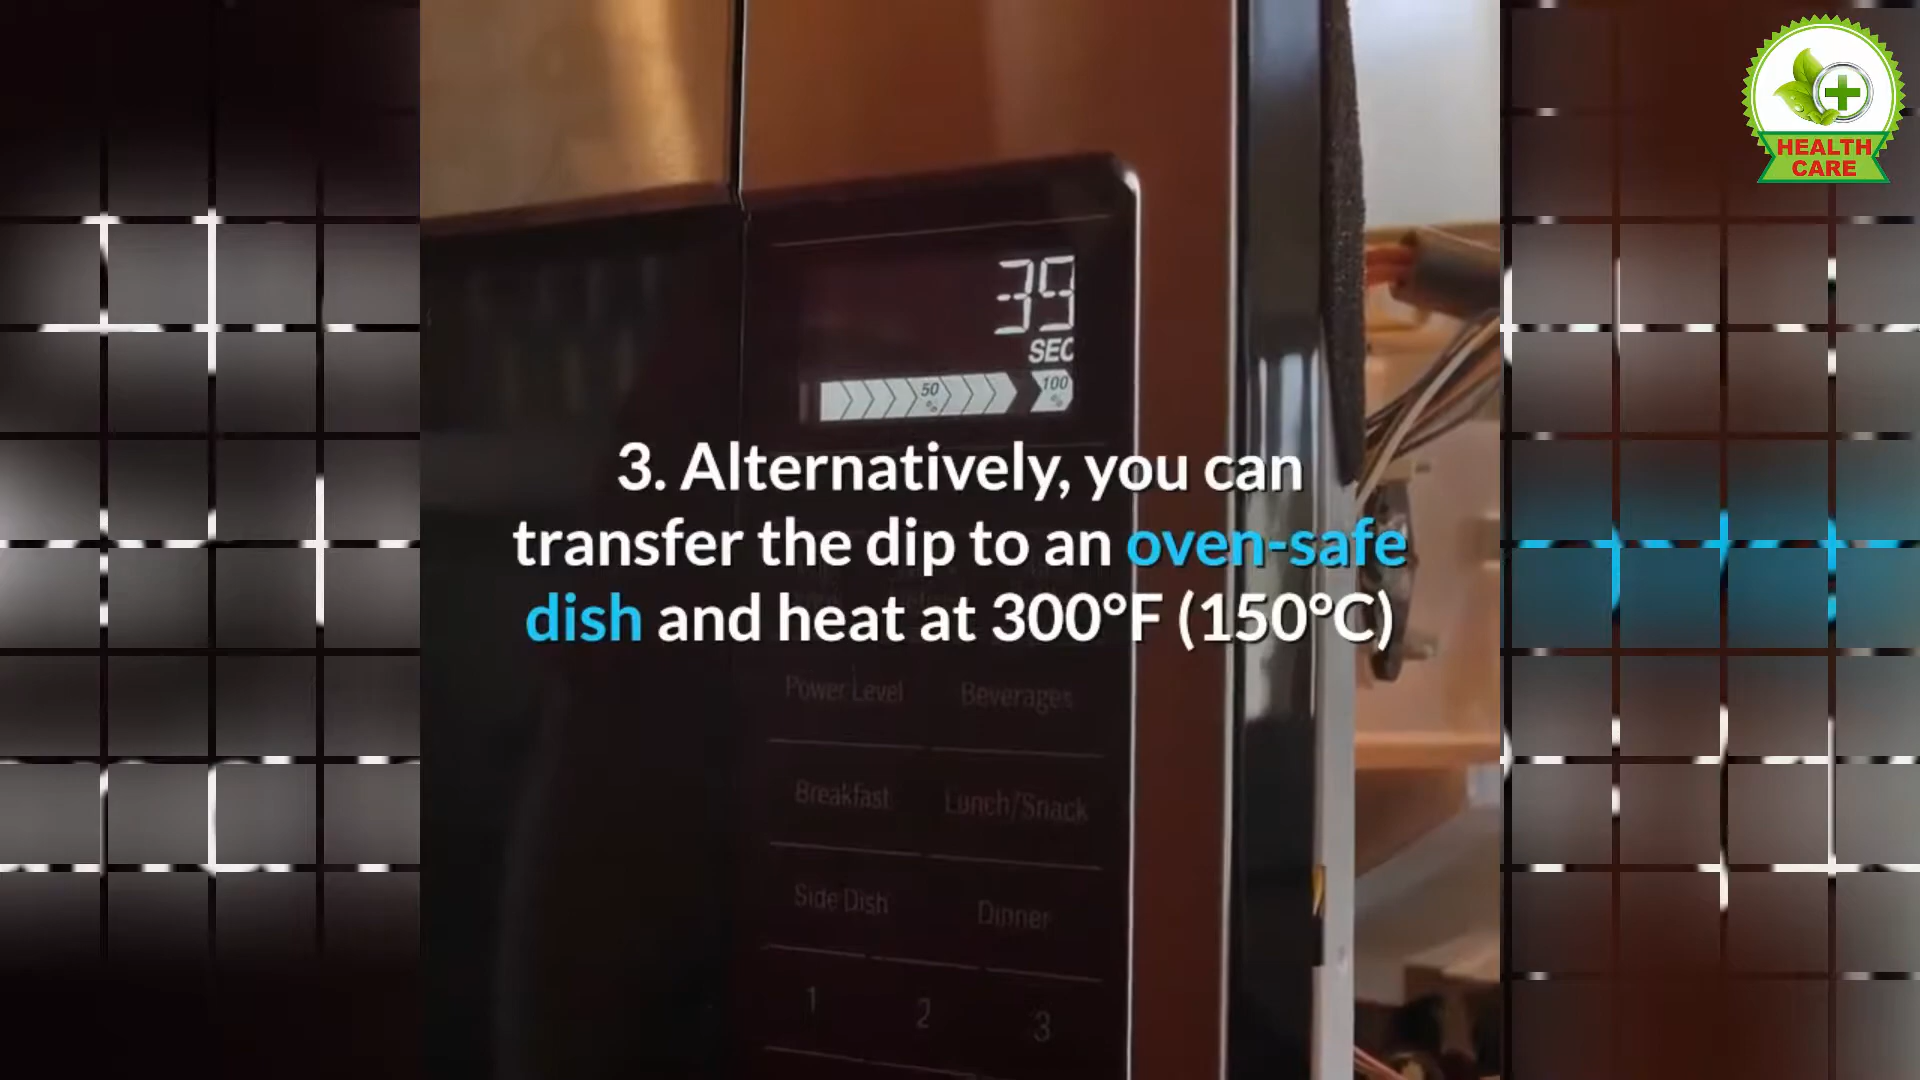 HEALTH
CARE
39
SEC
50
%
100
%
3. Alternatively, you can
transfer the dip to an oven-safe
dish and heat at 300°F (150°C)
Power Level Beverages
Breakfast Lunch/Snack
Side Dish Dinner
1 2 3